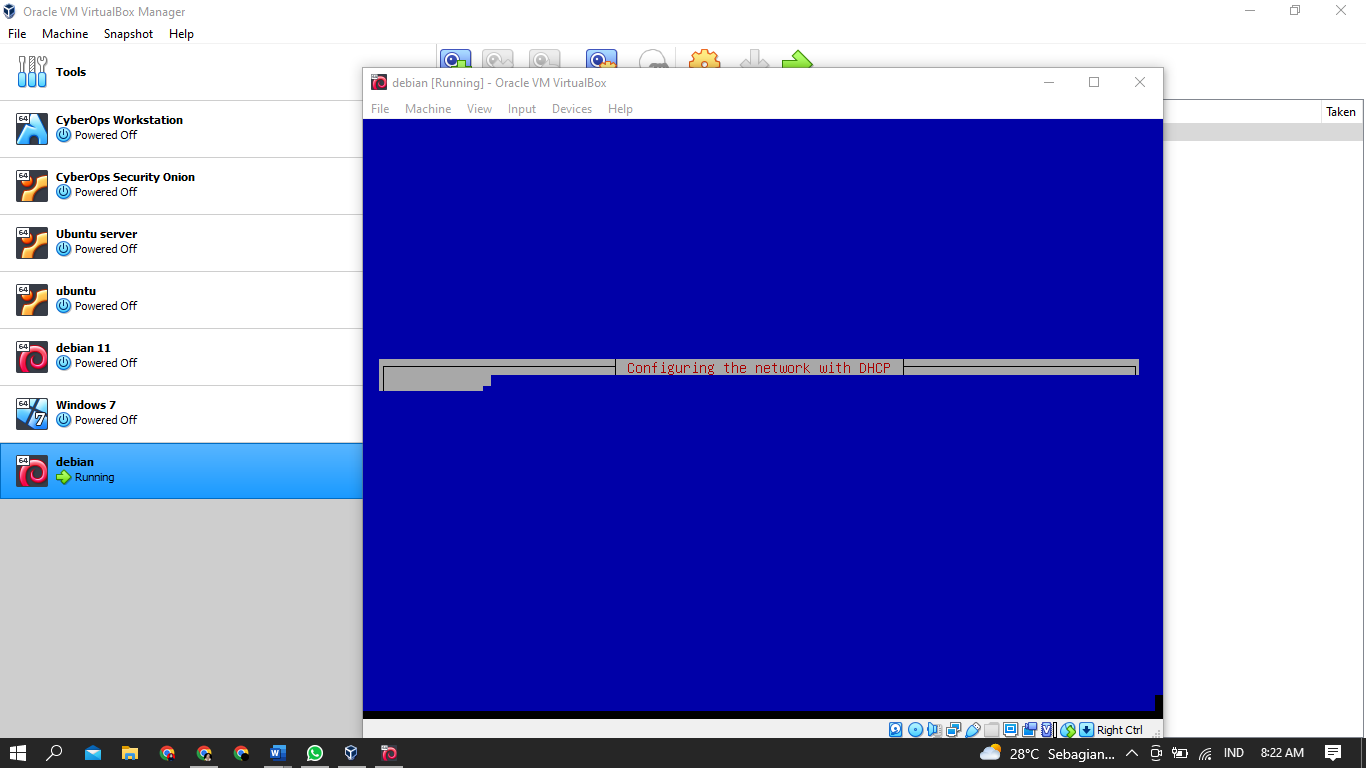 Oracle VM VirtualBox Manager
File Machine Snapshot Help
Tools
64
CyberOps Workstation
Powered Off
64
CyberOps Security Onion
Powered Off
64
Ubuntu server
Powered Off
64
ubuntu
Powered Off
64
debian 11
Powered Off
64
7
Windows 7
Powered Off
64
debian
Running
Taken
debian [Running] - Oracle VM VirtualBox
File Machine View Input Devices Help
Configuring the network with DHCP
Right Ctrl
28°C Sebagian... IND 8:22 AM